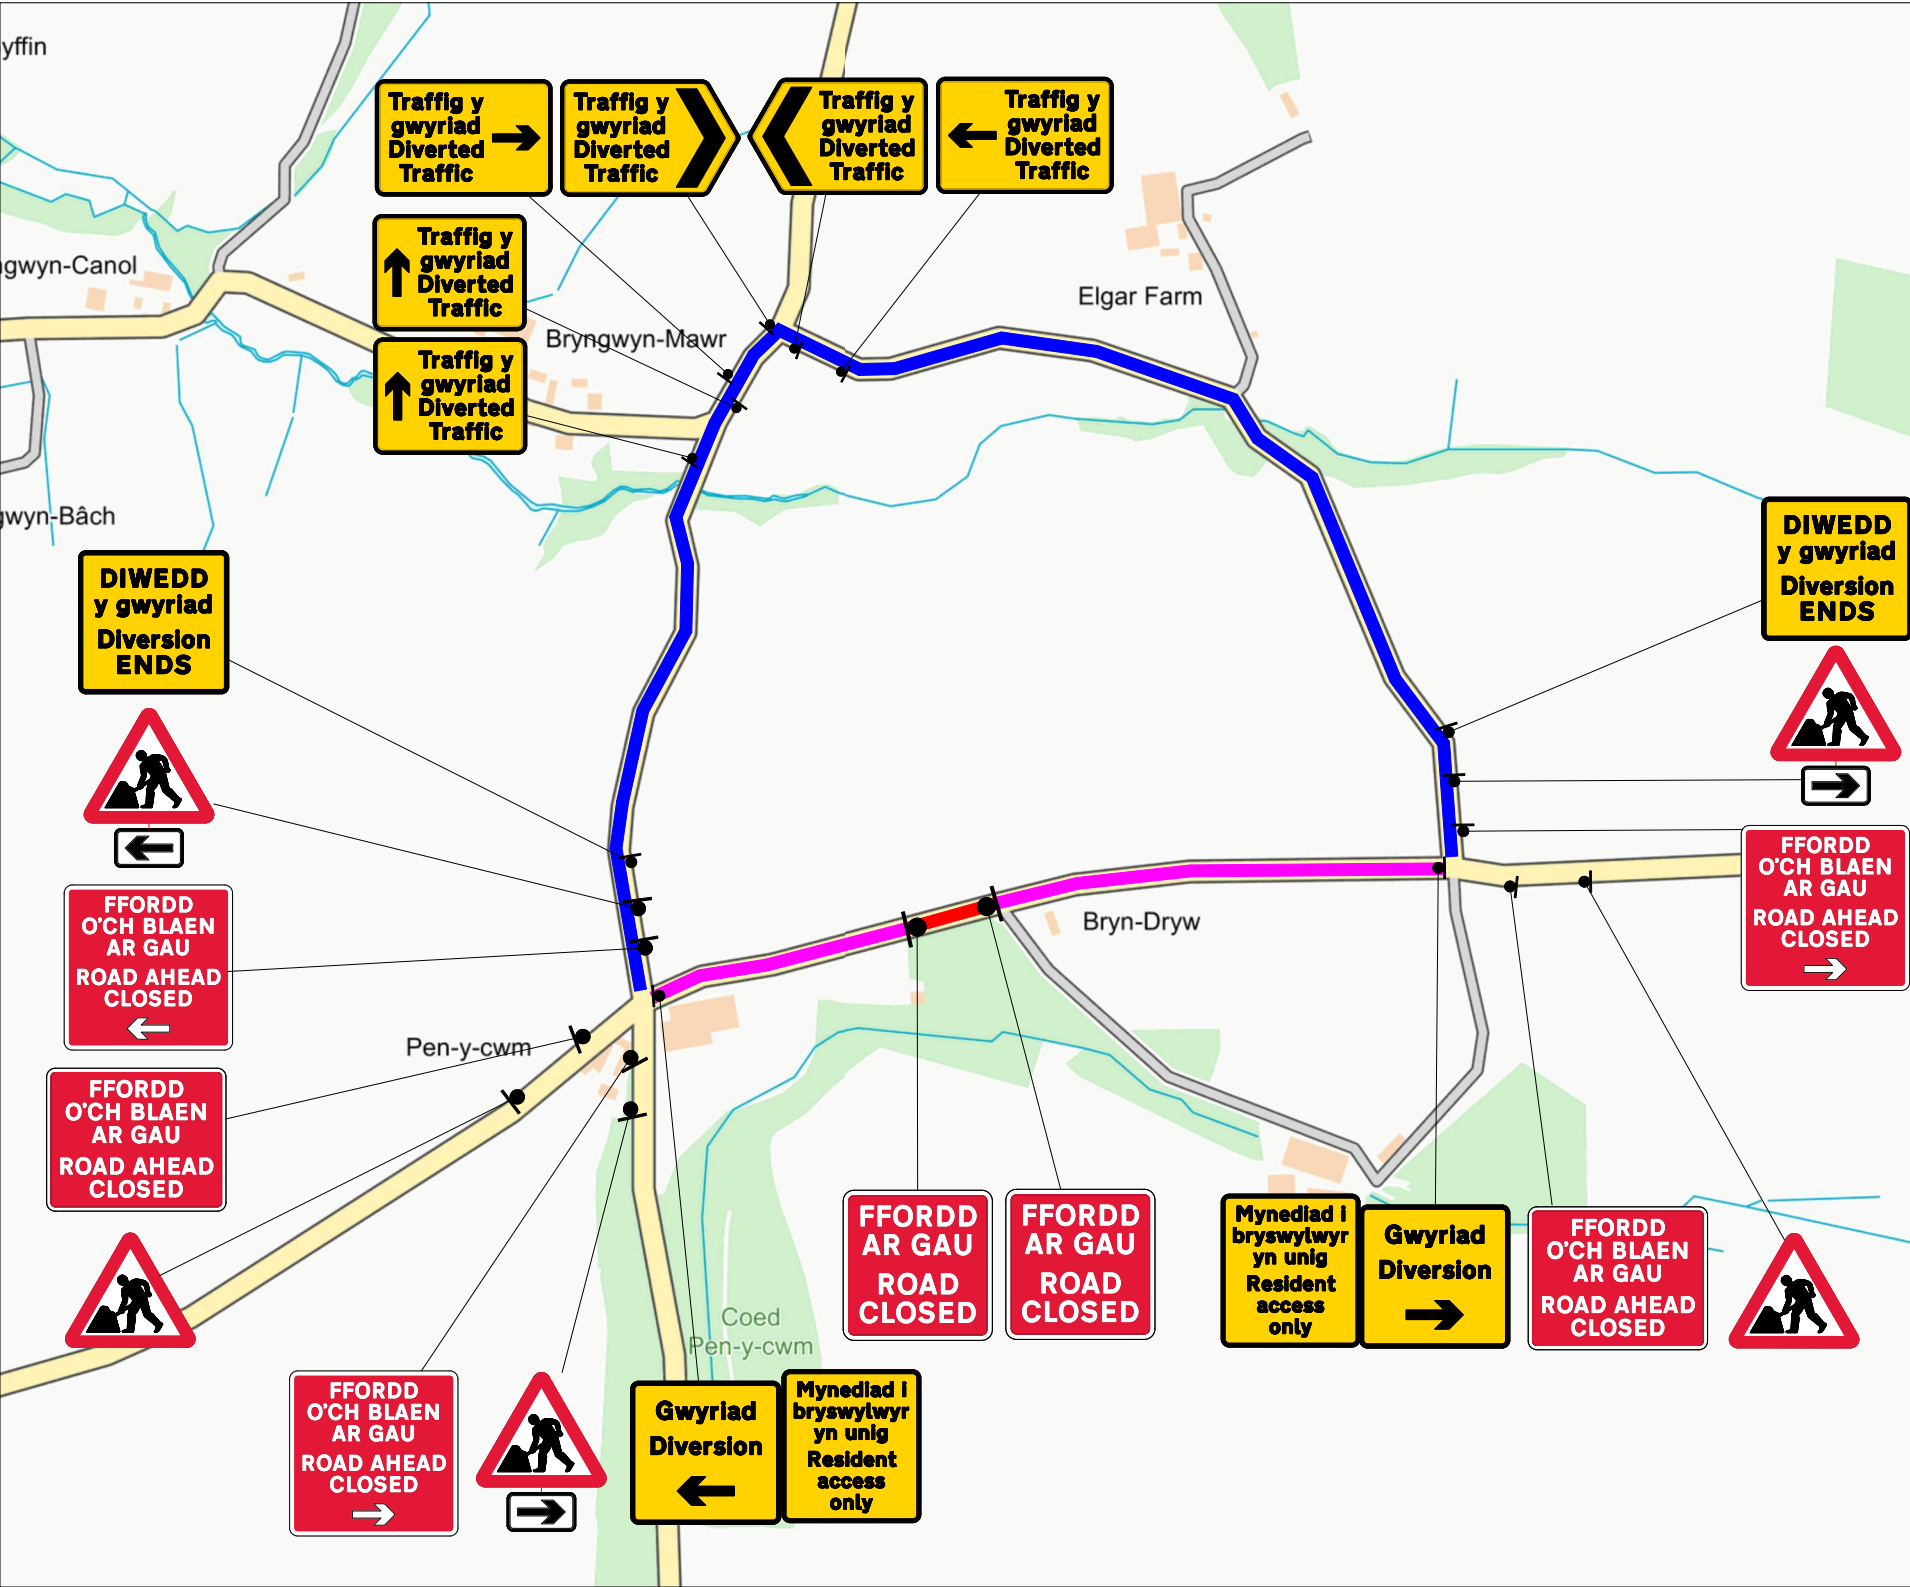 yffin
Traffig y
gwyriad
Diverted
Traffic
Traffig y
gwyriad
Diverted
Traffic
Traffig y
gwyriad
Diverted
Traffic
Traffig y
gwyriad
Diverted
Traffic
Traffig y
gwyriad
Diverted
Traffic
gwyn-Canol
Elgar Farm
Bryngwyn-Mawr
Traffig y
gwyriad
Diverted
Traffic
gwyn-Bâch
DIWEDD
y gwyriad
Diversion
ENDS
DIWEDD
y gwyriad
Diversion
ENDS
FFORDD
O'CH BLAEN
AR GAU
ROAD AHEAD
CLOSED
FFORDD
O'CH BLAEN
AR GAU
ROAD AHEAD
CLOSED
Bryn-Dryw
Pen-y-cwm
FFORDD
O'CH BLAEN
AR GAU
ROAD AHEAD
CLOSED
FFORDD
AR GAU
ROAD
CLOSED
FFORDD
AR GAU
ROAD
CLOSED
Mynediad i
bryswylwyr
yn unig
Resident
access
only
Gwyriad
Diversion
FFORDD
O'CH BLAEN
AR GAU
ROAD AHEAD
CLOSED
Coed
Pen-y-cwm
FFORDD
O'CH BLAEN
AR GAU
ROAD AHEAD
CLOSED
Gwyriad
Diversion
Mynediad i
bryswylwyr
yn unig
Resident
access
only